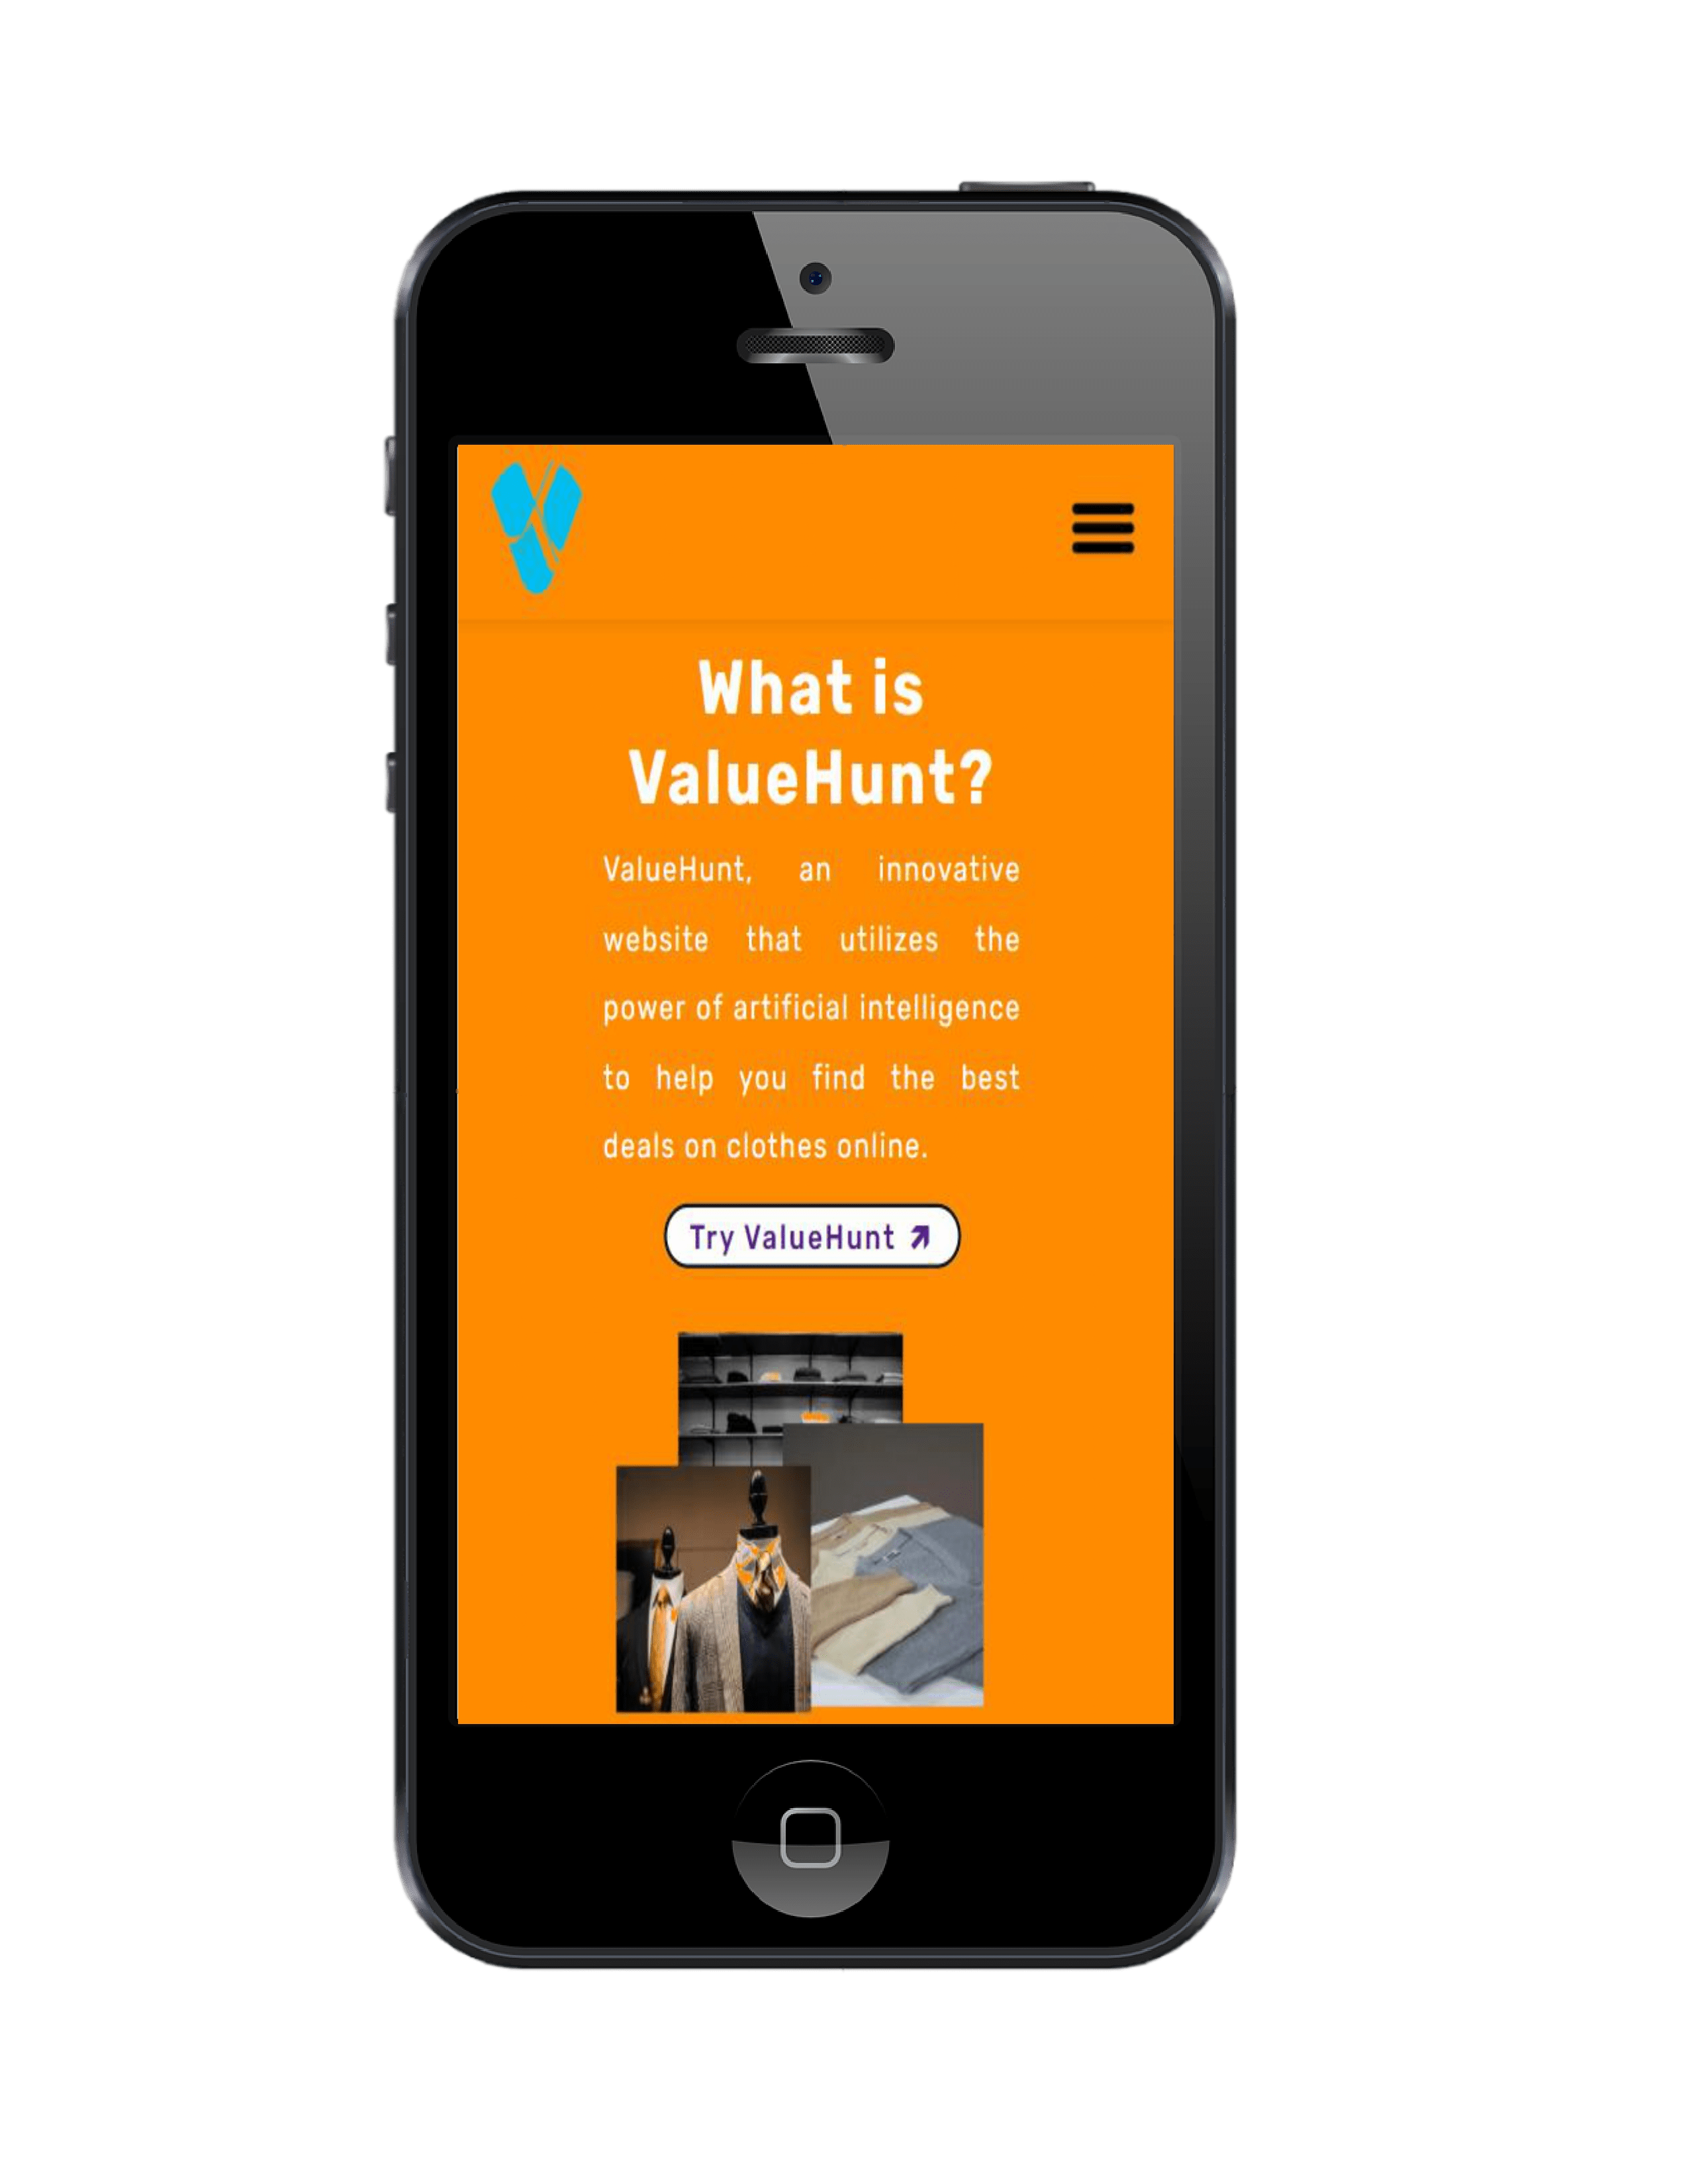 What is
ValueHunt?
ValueHunt, an innovative
website that utilizes the
power of artificial intelligence
to help you find the best
deals on clothes online.
Try ValueHunt